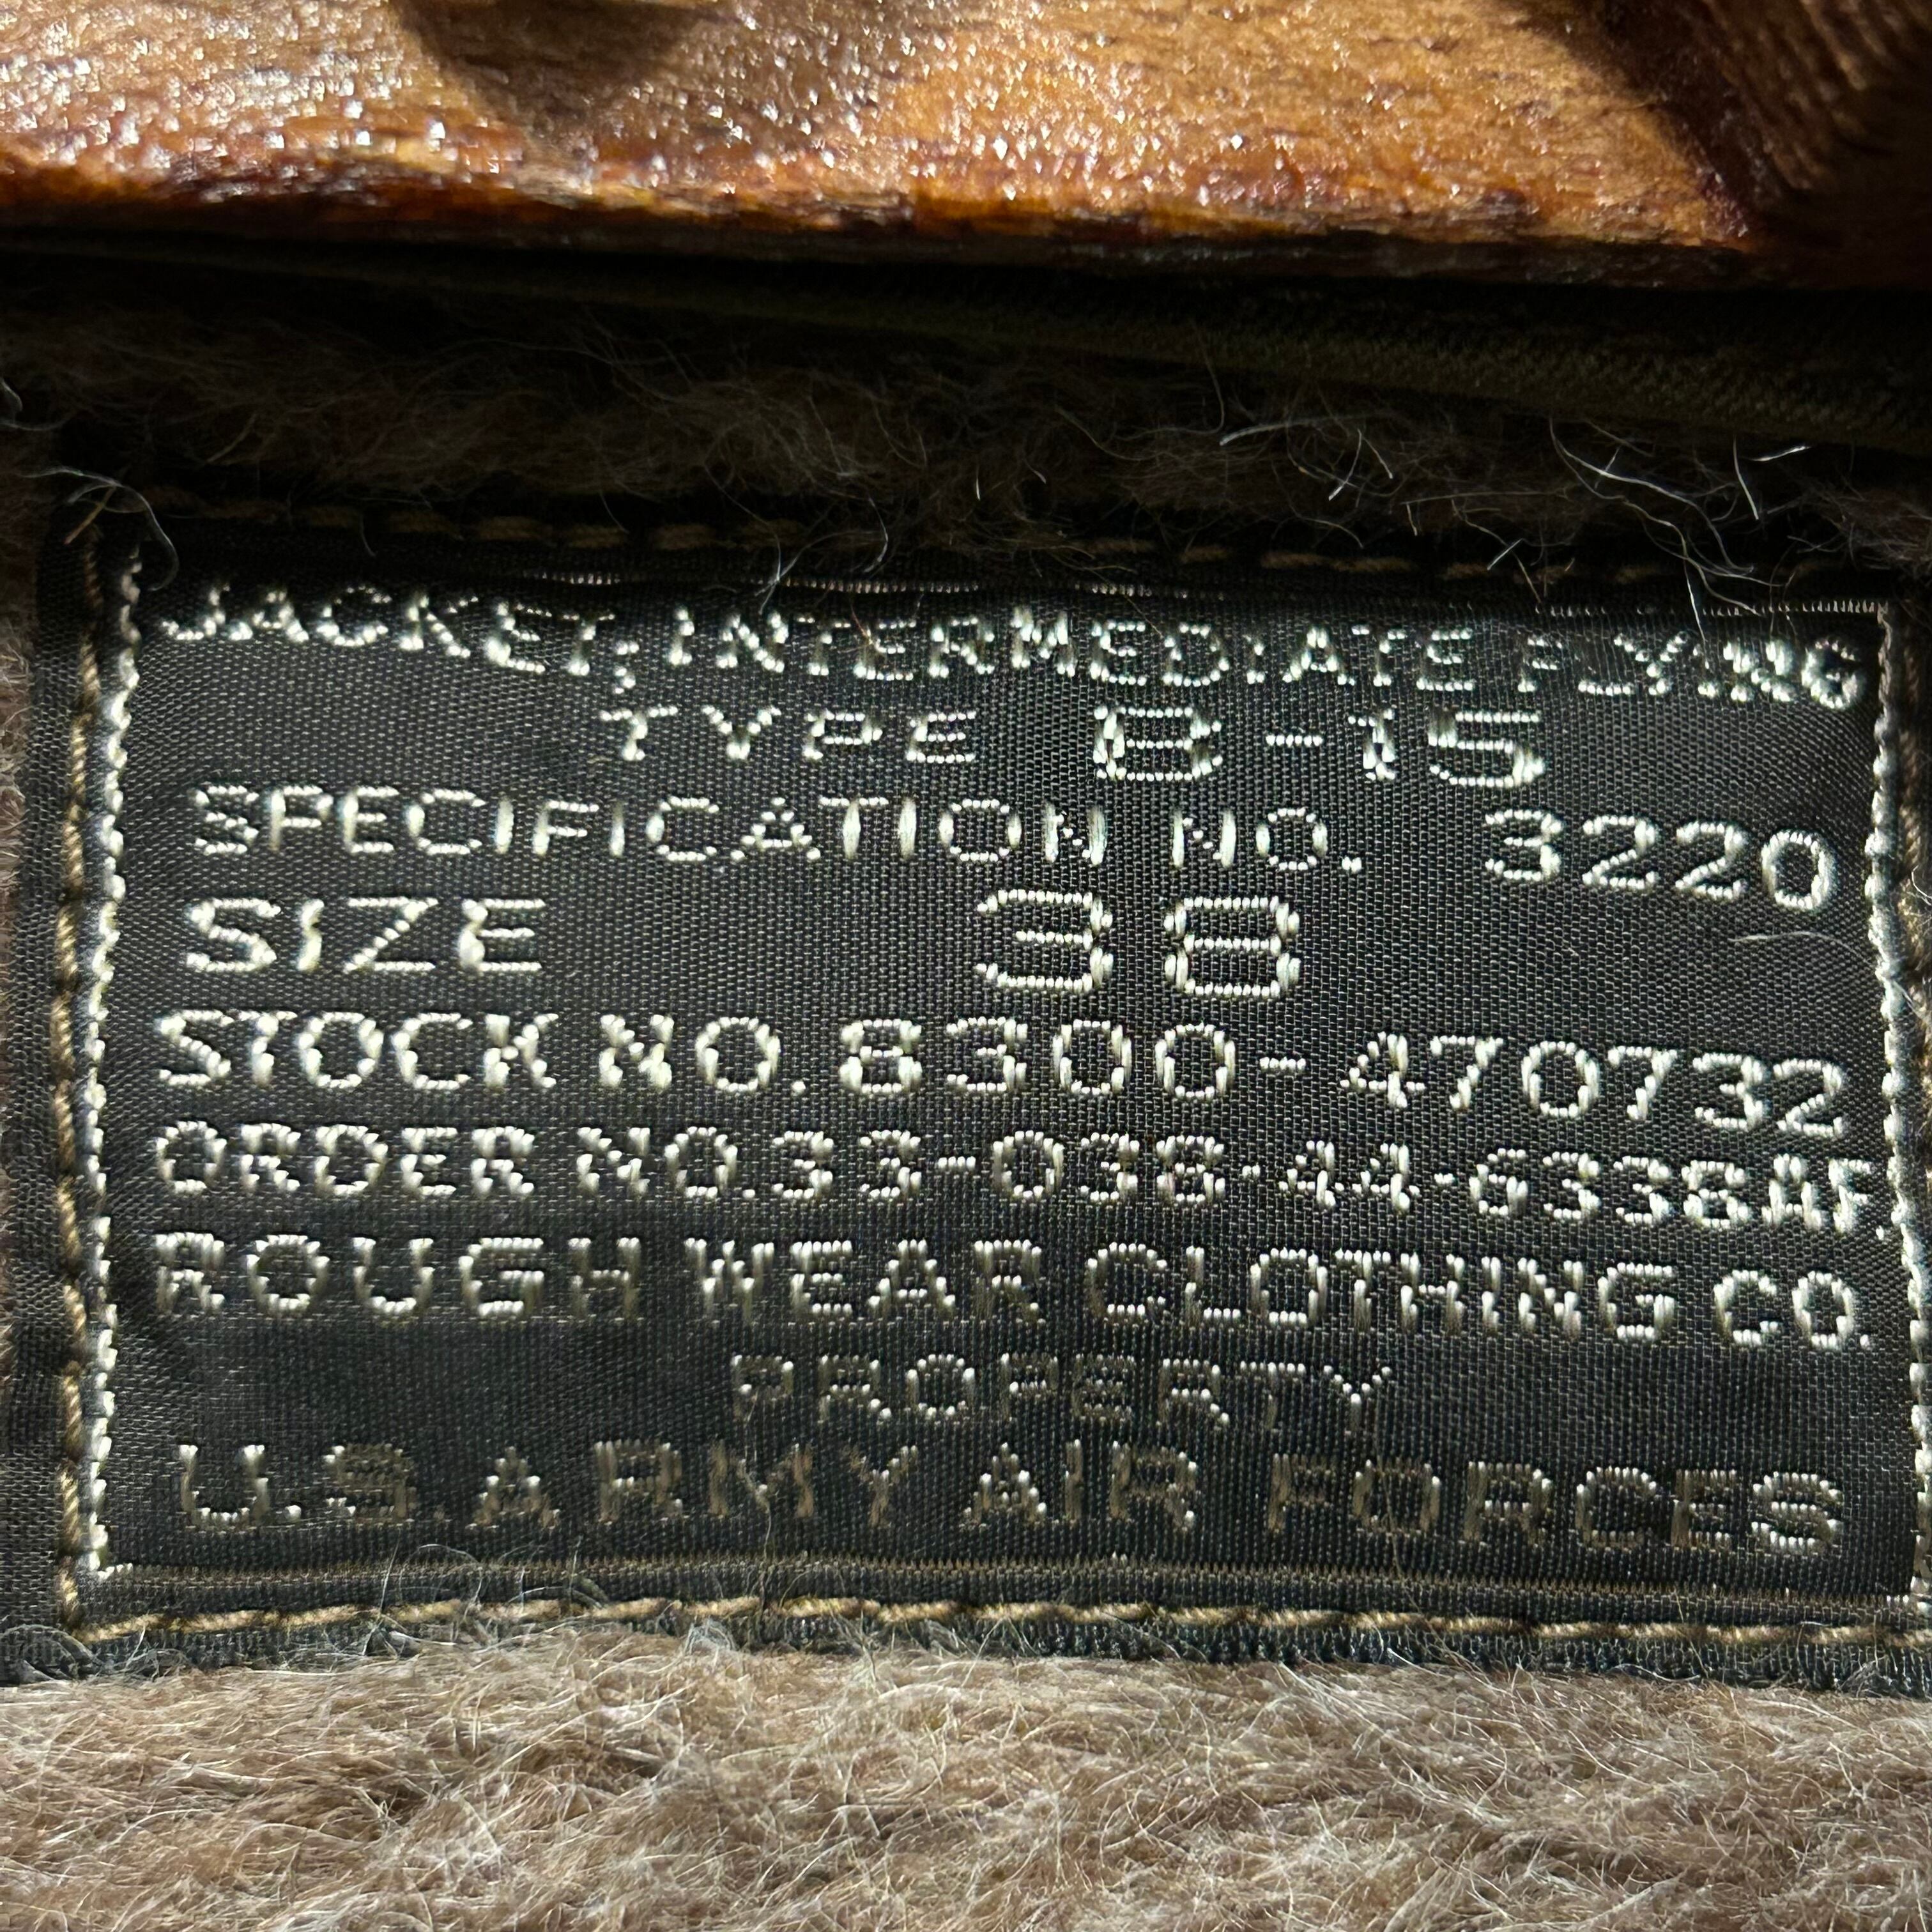 JACKET, INTERMEDIATE FLYING
TYPE B-15
SPECIFICATION NO. 3220
SIZE 38
STOCK NO. 8300-470732
ORDER NO. 33-038-44-6338AF
ROUGH WEAR CLOTHING CO.
PROPERTY
U.S. ARMY AIR FORCES